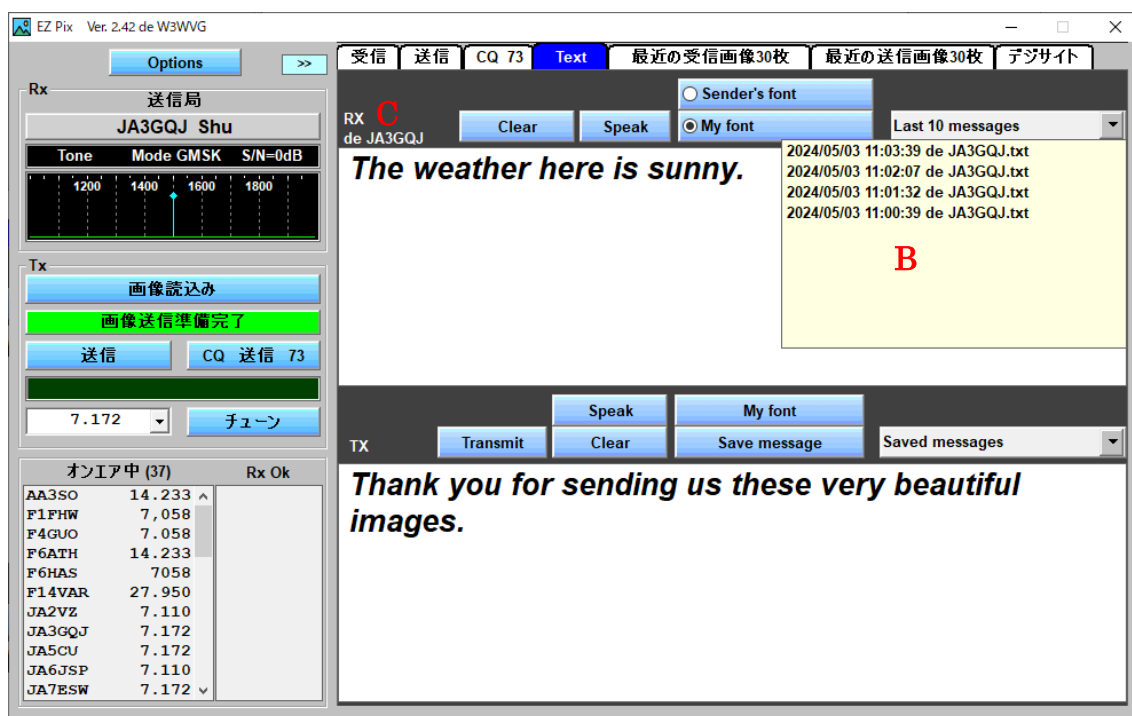 EZ Pix Ver. 2.42 de W3WVG
Options
>>
受信 送信 CQ 73 Text 最近の受信画像30枚 最近の送信画像30枚 デジサイト
Rx
送信局
JA3GQJ Shu
Tone Mode GMSK S/N=0dB
1200 1400 1600 1800
Tx
画像読込み
画像送信準備完了
送信
CQ 送信 73
7.172
チューン
オンエア中 (37) Rx Ok
AA3SO 14.233
F1FHW 7,058
F4GUO 7.058
F6ATH 14.233
F6HAS 7058
F14VAR 27.950
JA2VZ 7.110
JA3GQJ 7.172
JA5CU 7.172
JA6JSP 7.110
JA7ESW 7.172
RX C
de JA3GQJ
Clear
Speak
Sender's font
My font
Last 10 messages
2024/05/03 11:03:39 de JA3GQJ.txt
2024/05/03 11:02:07 de JA3GQJ.txt
2024/05/03 11:01:32 de JA3GQJ.txt
2024/05/03 11:00:39 de JA3GQJ.txt
B
The weather here is sunny.
TX
Transmit
Speak
Clear
My font
Save message
Saved messages
Thank you for sending us these very beautiful
images.